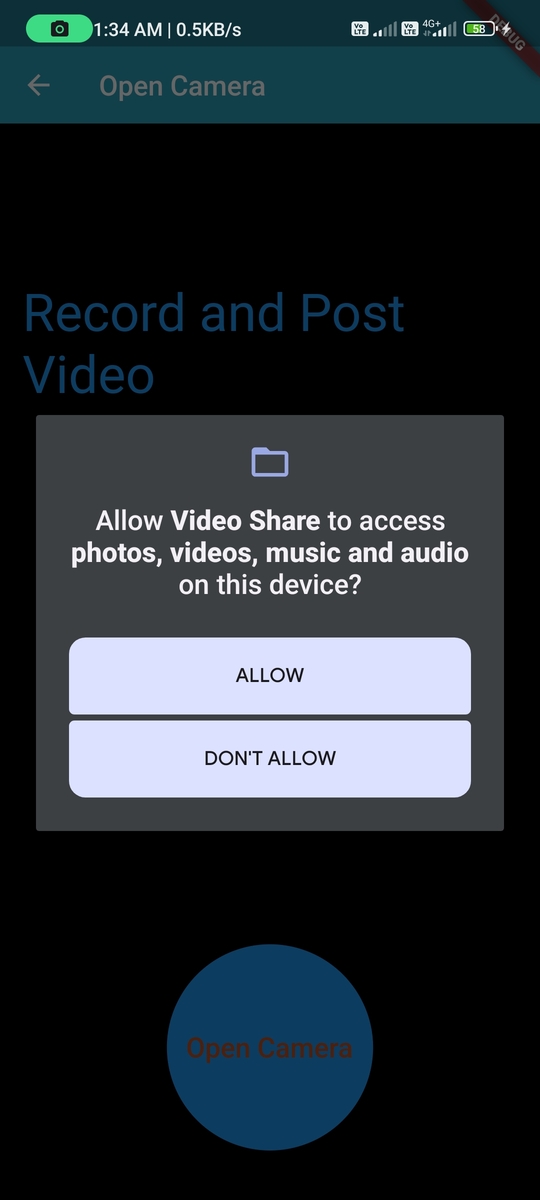 1:34 AM | 0.5KB/s Vo LTE Vo LTE 4G+ 58
DEBUG
Open Camera
Record and Post
Video
Allow Video Share to access
photos, videos, music and audio
on this device?
ALLOW
DON'T ALLOW
Open Camera